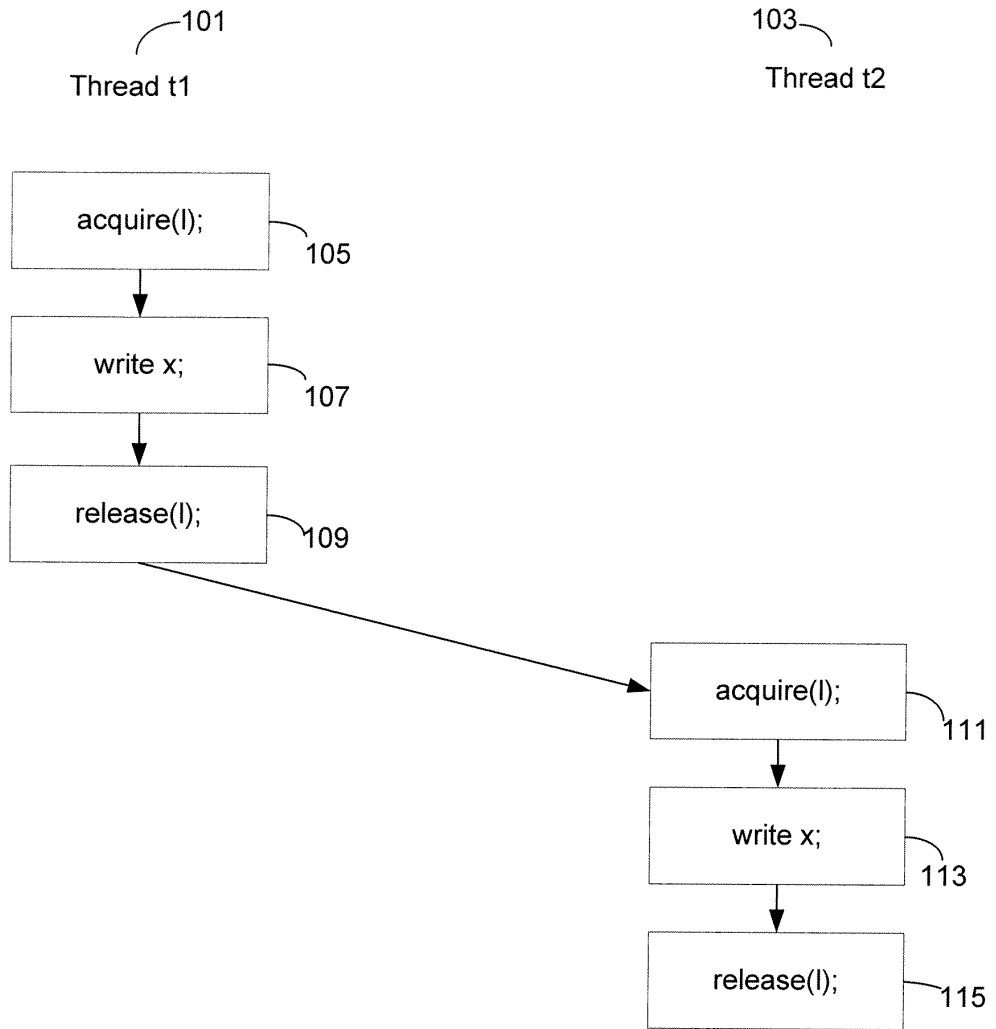 101
103
Thread t1
Thread t2
acquire(l);
105
write x;
107
release(l);
109
acquire(l);
111
write x;
113
release(l);
115